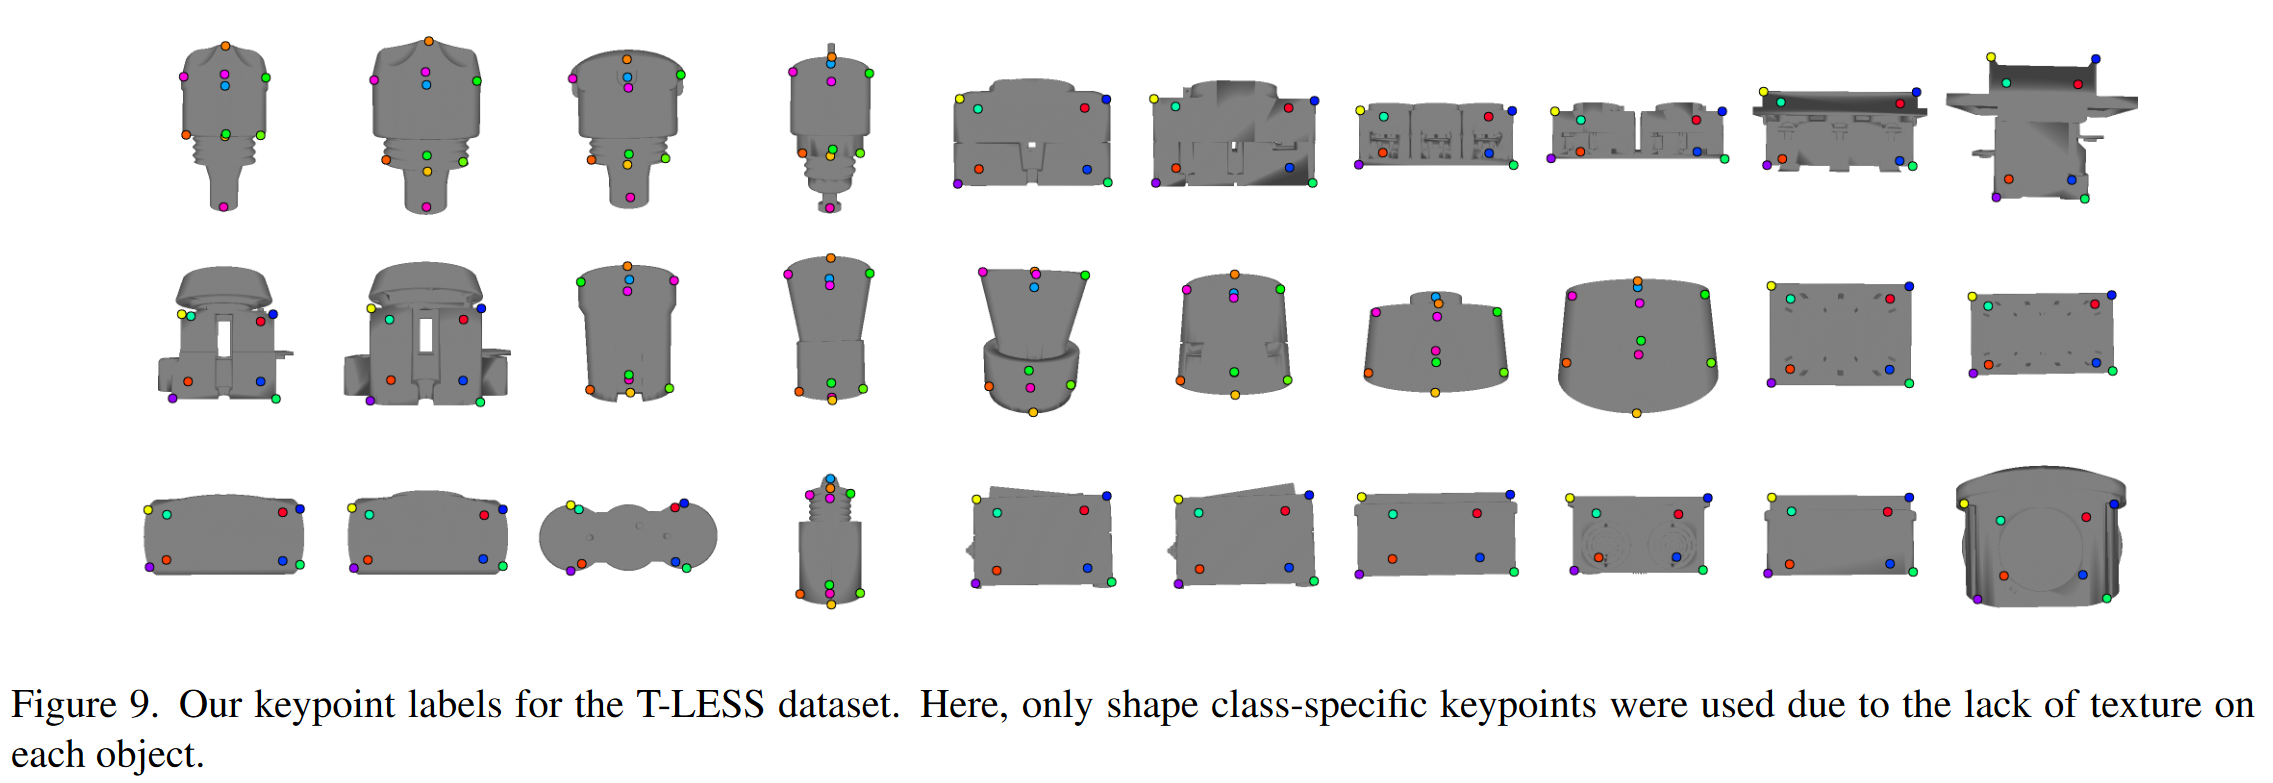 Figure 9. Our keypoint labels for the T-LESS dataset. Here, only shape class-specific keypoints were used due to the lack of texture on
each object.